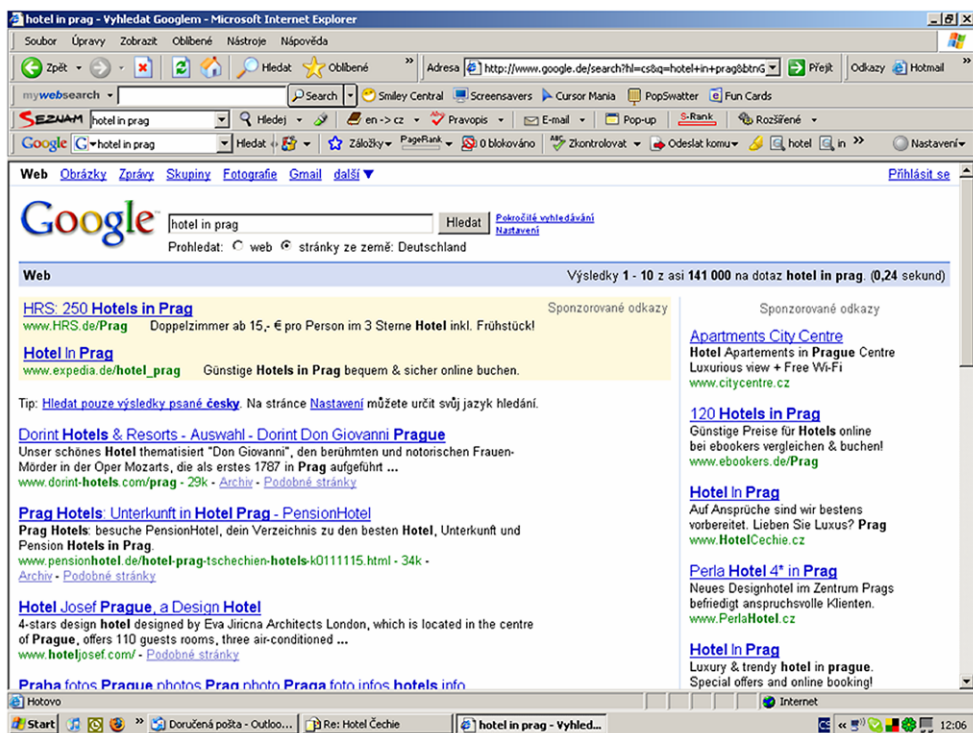 hotel in prag - Vyhledat Googlem - Microsoft Internet Explorer
Soubor Úpravy Zobrazit Oblíbené Nástroje Nápověda
Zpět Hledat Oblíbené » Adresa http://www.google.de/search?hl=cs&q=hotel+in+prag&btnG Přejít Odkazy Hotmail »
mywebsearch Search Smiley Central Screensavers Cursor Mania PopSwatter Fun Cards
SEZNAM hotel in prag Hledej en -> cz Pravopis E-mail Pop-up S-Rank Rozšířené
Google G hotel in prag Hledat Záložky PageRank 0 blokováno Zkontrolovat Odeslat komu hotel in » Nastavení
Web Obrázky Zprávy Skupiny Fotografie Gmail další ▼ Přihlásit se
Google™ hotel in prag Hledat Pokročilé vyhledávání
Nastavení
Prohledat: web stránky ze země: Deutschland
Web Výsledky 1 - 10 z asi 141 000 na dotaz hotel in prag. (0,24 sekund)
HRS: 250 Hotels in Prag Sponzorované odkazy
www.HRS.de/Prag Doppelzimmer ab 15,- € pro Person im 3 Sterne Hotel inkl. Frühstück!
Hotel In Prag
www.expedia.de/hotel_prag Günstige Hotels in Prag bequem & sicher online buchen.
Tip: Hledat pouze výsledky psané česky. Na stránce Nastavení můžete určit svůj jazyk hledání.
Dorint Hotels & Resorts - Auswahl - Dorint Don Giovanni Prague
Unser schönes Hotel thematisiert "Don Giovanni", den berühmten und notorischen Frauen-
Mörder in der Oper Mozarts, die als erstes 1787 in Prag aufgeführt ...
www.dorint-hotels.com/prag - 29k - Archiv - Podobné stránky
Prag Hotels: Unterkunft in Hotel Prag - PensionHotel
Prag Hotels: besuche PensionHotel, dein Verzeichnis zu den besten Hotel, Unterkunft und
Pension Hotels in Prag.
www.pensionhotel.de/hotel-prag-tschechien-hotels-k0111115.html - 34k -
Archiv - Podobné stránky
Hotel Josef Prague, a Design Hotel
4-stars design hotel designed by Eva Jiricna Architects London, which is located in the centre
of Prague, offers 110 guests rooms, three air-conditioned ...
www.hoteljosef.com/ - Podobné stránky
Praha fotos Prague photos Prag photo Praga foto infos hotels info
Sponzorované odkazy
Apartments City Centre
Hotel Apartements in Prague Centre
Luxurious view + Free Wi-Fi
www.citycentre.cz
120 Hotels in Prag
Günstige Preise für Hotels online
bei ebookers vergleichen & buchen!
www.ebookers.de/Prag
Hotel In Prag
Auf Ansprüche sind wir bestens
vorbereitet. Lieben Sie Luxus? Prag
www.HotelCechie.cz
Perla Hotel 4* in Prag
Neues Designhotel im Zentrum Prags
befriedigt anspruchsvolle Klienten.
www.PerlaHotel.cz
Hotel In Prag
Luxury & trendy hotel in prague.
Special offers and online booking!
Hotovo Internet
Start » Doručená pošta - Outloo... Re: Hotel Čechie hotel in prag - Vyhled... CS « 12:06